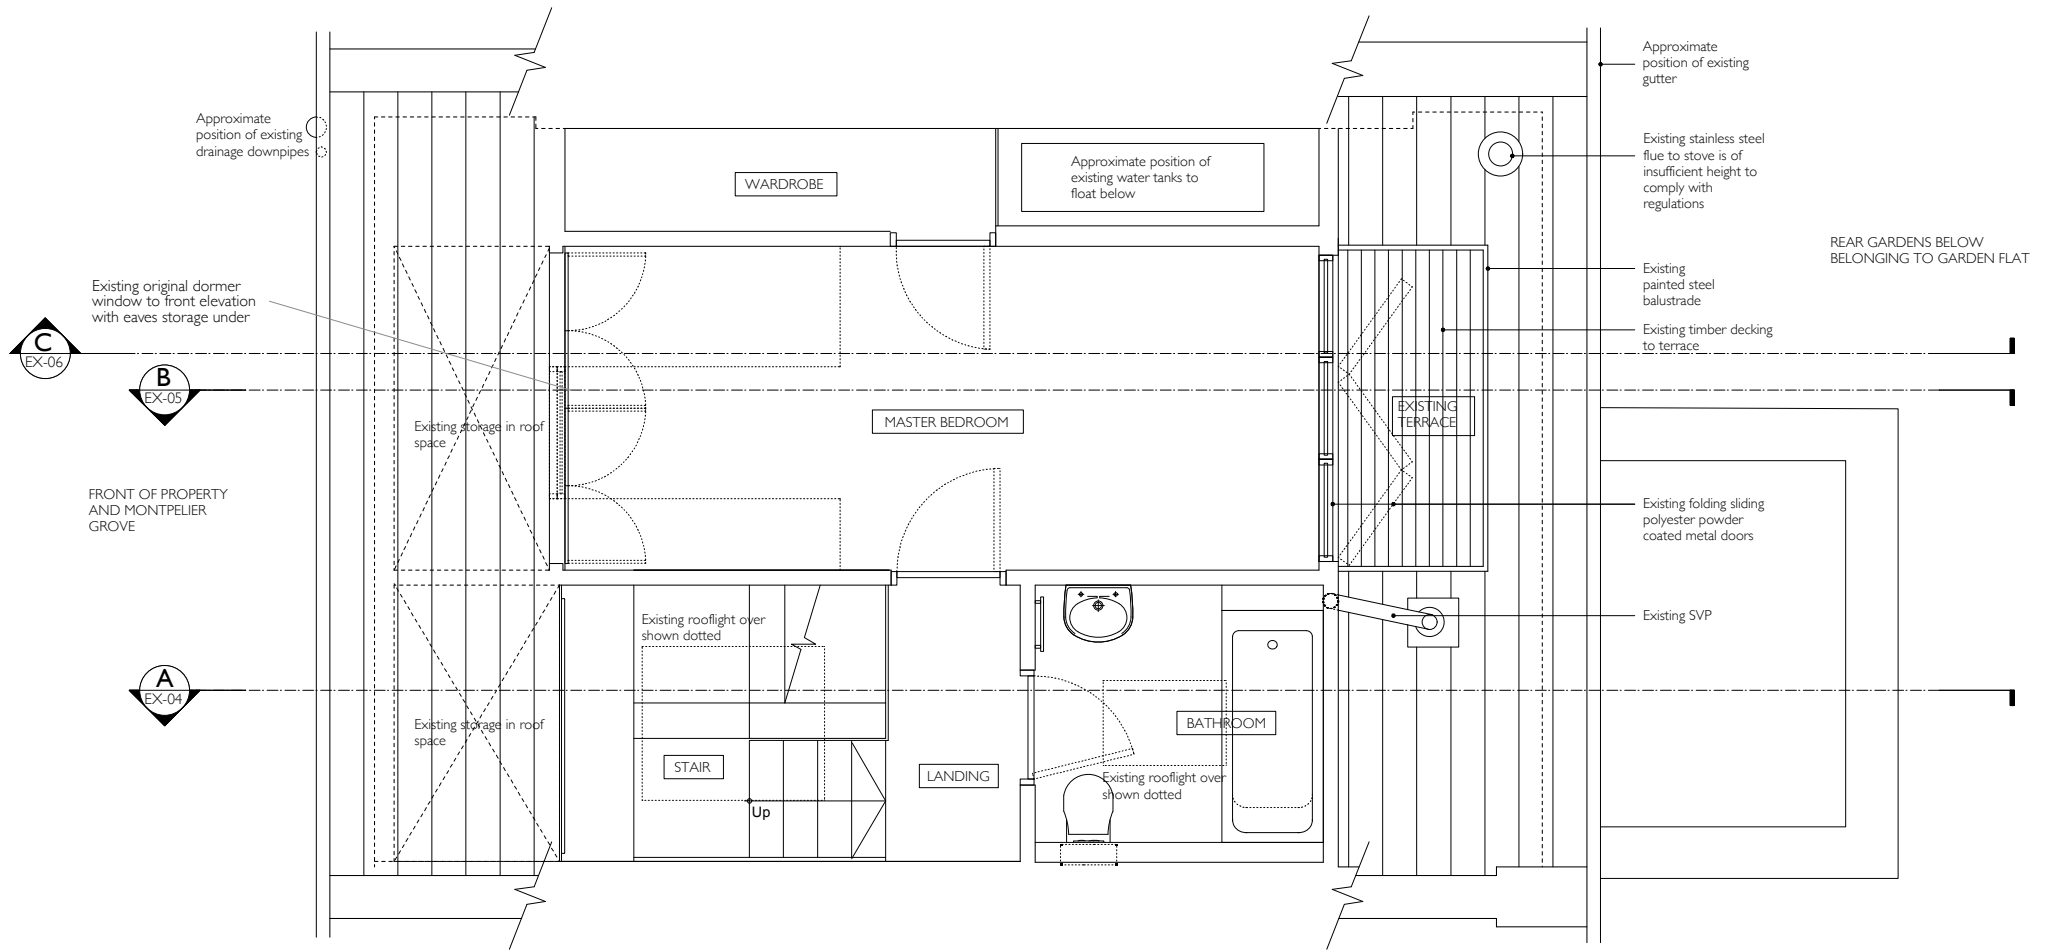 Approximate
position of existing
gutter
Approximate
position of existing
drainage downpipes
Existing stainless steel
flue to stove is of
insufficient height to
comply with
regulations
WARDROBE
Approximate position of
existing water tanks to
float below
REAR GARDENS BELOW
BELONGING TO GARDEN FLAT
Existing original dormer
window to front elevation
with eaves storage under
Existing
painted steel
balustrade
Existing timber decking
to terrace
C
EX-06
B
EX-05
Existing storage in roof
space
MASTER BEDROOM
EXISTING
TERRACE
FRONT OF PROPERTY
AND MONTPELIER
GROVE
Existing folding sliding
polyester powder
coated metal doors
Existing rooflight over
shown dotted
Existing SVP
A
EX-04
Existing storage in roof
space
BATHROOM
STAIR
LANDING
Existing rooflight over
shown dotted
Up